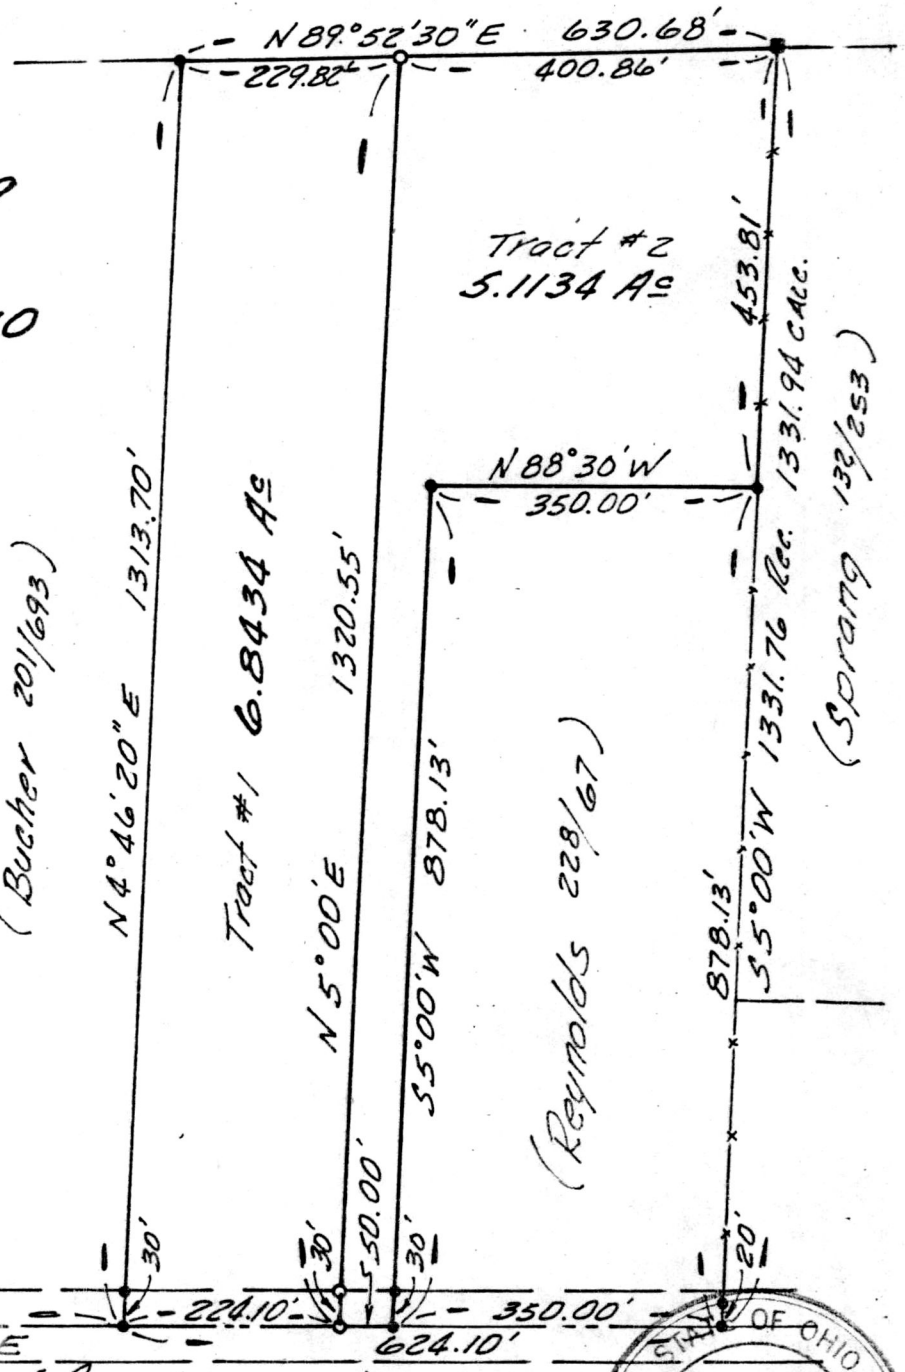 N 89°52'30"E 630.68'
229.82' 400.86'
Tract #2
5.1134 Ac
453.81'
1331.76 Rec. 1331.94 CALC.
(Sprang 132/253)
N 88°30'W
350.00'
N 4°46'20"E 1313.70'
(Bucher 201/693)
Tract #1 6.8434 Ac
N 5°00'E 1320.55'
S 5°00'W 878.13'
(Reynolds 228/67)
878.13'
S 5°00'W
30'
30'
50.00'
30'
20'
224.10' 350.00'
624.10'
E
STATE OF OHIO